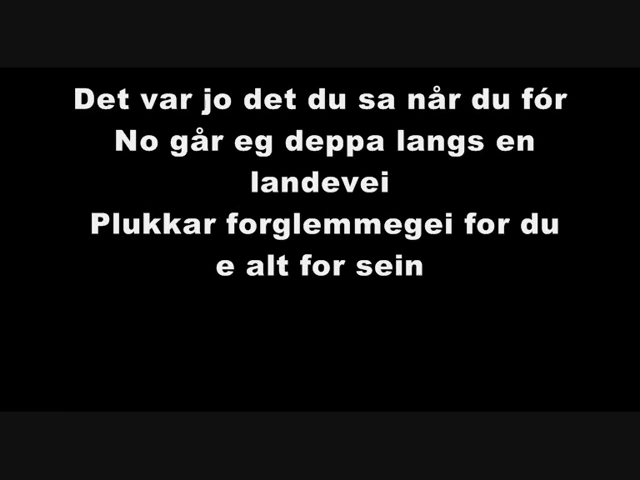 Det var jo det du sa når du fór
No går eg deppa langs en
landevei
Plukkar forglemmegei for du
e alt for sein